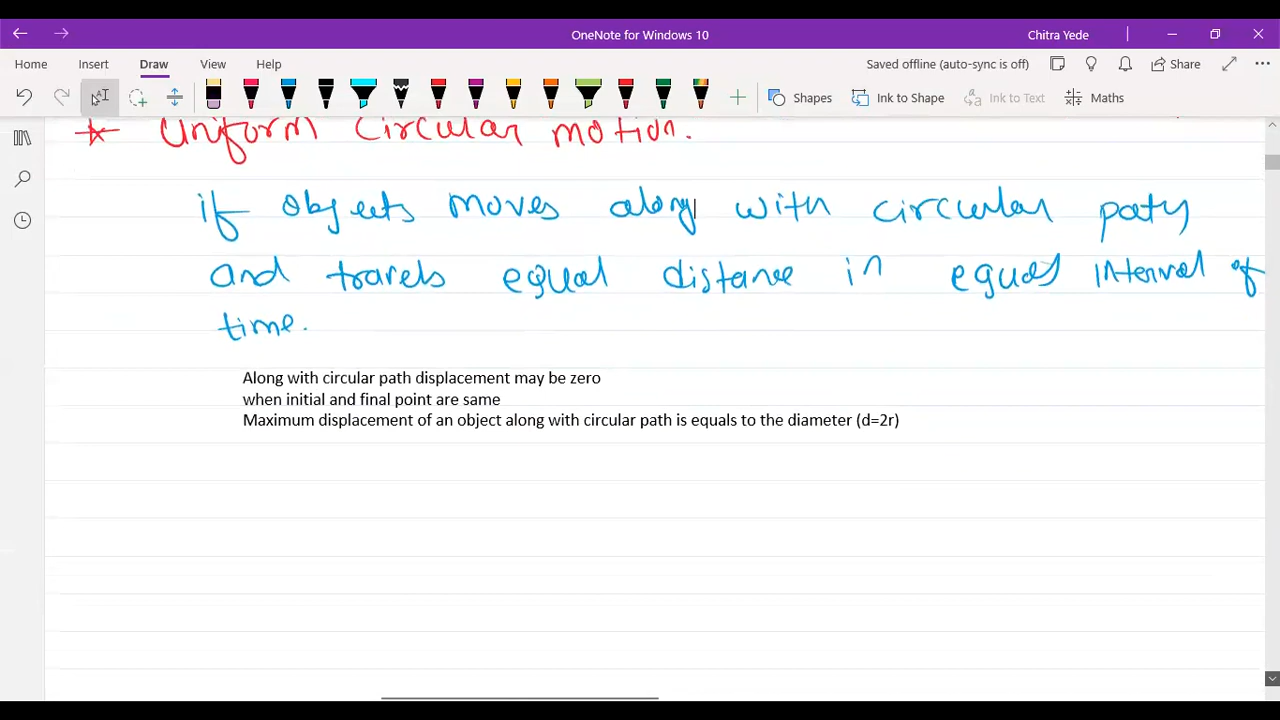 OneNote for Windows 10
Chitra Yede
Home Insert Draw View Help
Saved offline (auto-sync is off)
Share
Shapes
Ink to Shape
Ink to Text
Maths
* Uniform Circular motion.
if objects moves along with circular path
and travels equal distance in equal interval of
time.
Along with circular path displacement may be zero
when initial and final point are same
Maximum displacement of an object along with circular path is equals to the diameter (d=2r)